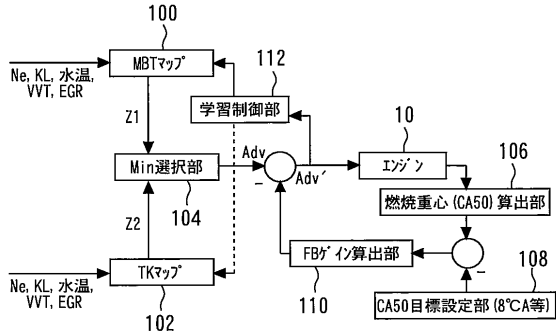 100
MBTマップ
112
Ne, KL, 水温,
VVT, EGR
Z1
学習制御部
10
Min選択部
Adv
Adv´
エンジン
106
104
燃焼重心(CA50)算出部
Z2
FBゲイン算出部
108
TKマップ
110
Ne, KL, 水温,
VVT, EGR
102
CA50目標設定部(8℃A等)